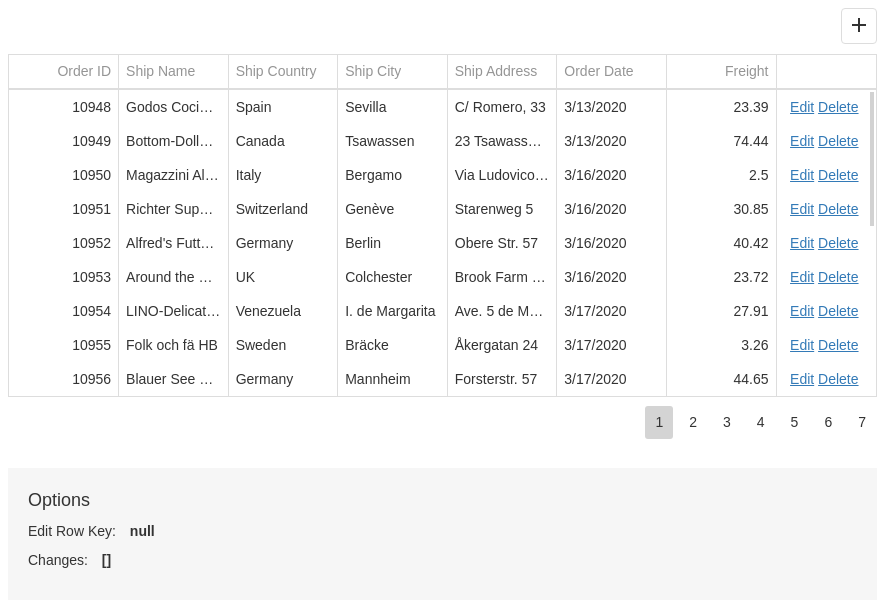 Order ID Ship Name Ship Country Ship City Ship Address Order Date Freight
10948 Godos Coci… Spain Sevilla C/ Romero, 33 3/13/2020 23.39 Edit Delete
10949 Bottom-Doll… Canada Tsawassen 23 Tsawass… 3/13/2020 74.44 Edit Delete
10950 Magazzini Al… Italy Bergamo Via Ludovico… 3/16/2020 2.5 Edit Delete
10951 Richter Sup… Switzerland Genève Starenweg 5 3/16/2020 30.85 Edit Delete
10952 Alfred's Futt… Germany Berlin Obere Str. 57 3/16/2020 40.42 Edit Delete
10953 Around the … UK Colchester Brook Farm … 3/16/2020 23.72 Edit Delete
10954 LINO-Delicat… Venezuela I. de Margarita Ave. 5 de M… 3/17/2020 27.91 Edit Delete
10955 Folk och fä HB Sweden Bräcke Åkergatan 24 3/17/2020 3.26 Edit Delete
10956 Blauer See … Germany Mannheim Forsterstr. 57 3/17/2020 44.65 Edit Delete
1 2 3 4 5 6 7
Options
Edit Row Key: null
Changes: []